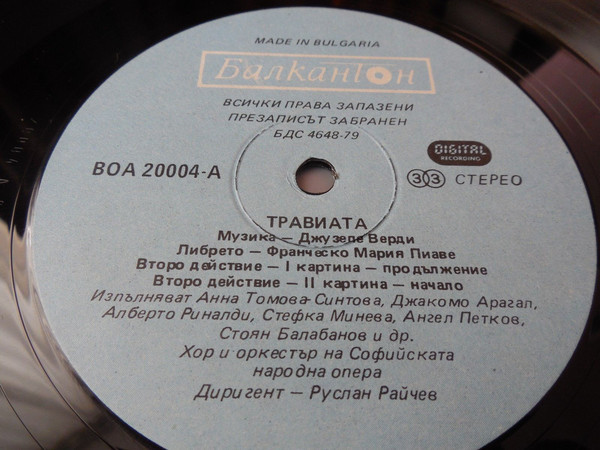 MADE IN BULGARIA
Балкантон
ВСИЧКИ ПРАВА ЗАПАЗЕНИ
ПРЕЗАПИСЪТ ЗАБРАНЕН
БДС 4648-79
ВОА 20004-А
DIGITAL
RECORDING
33 СТЕРЕО
ТРАВИАТА
Музика — Джузепе Верди
Либрето — Франческо Мария Пиаве
Второ действие — I картина — продължение
Второ действие — II картина — начало
Изпълняват Анна Томова-Синтова, Джакомо Арагал,
Алберто Риналди, Стефка Минева, Ангел Петков,
Стоян Балабанов и др.
Хор и оркестър на Софийската
народна опера
Диригент — Руслан Райчев